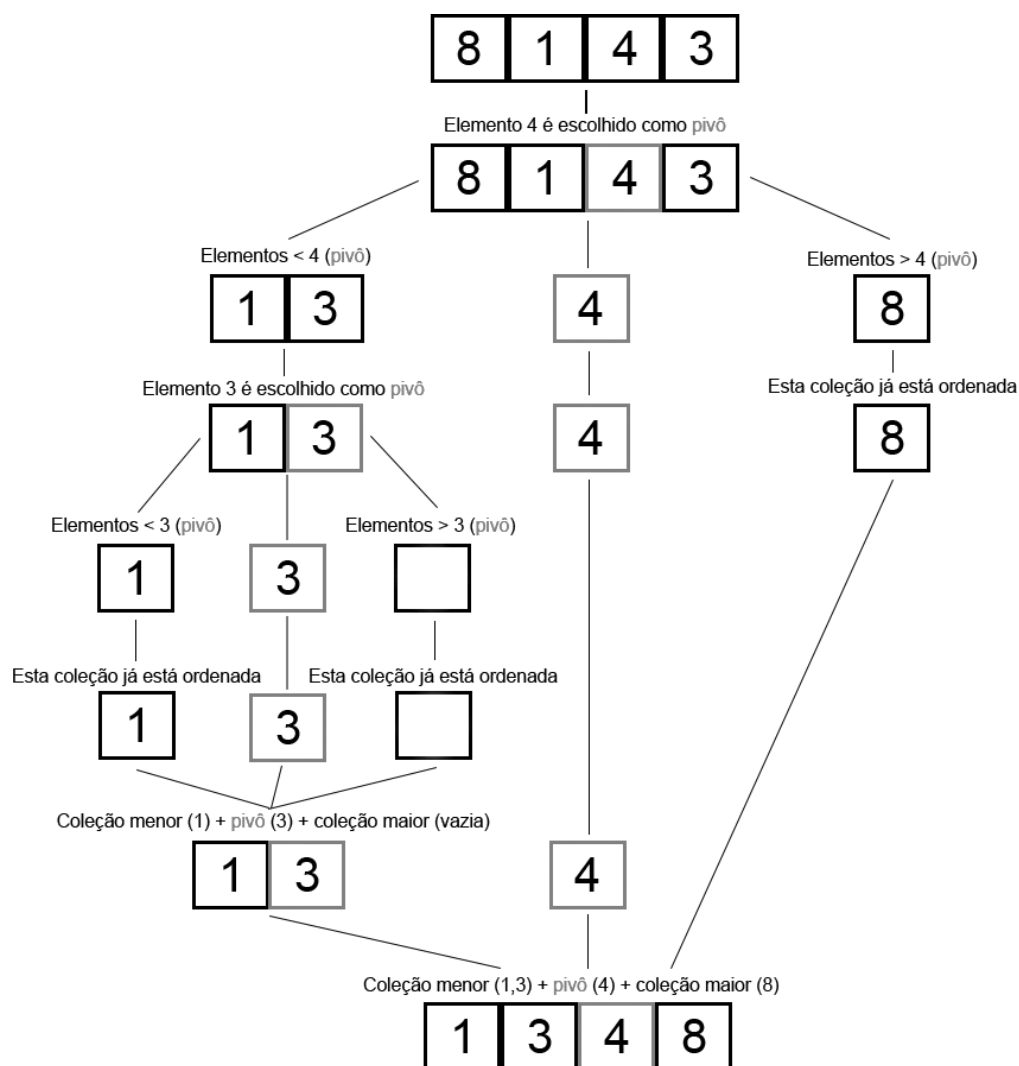 8 1 4 3
Elemento 4 é escolhido como pivô
8 1 4 3
Elementos < 4 (pivô)
Elementos > 4 (pivô)
1 3
4
8
Elemento 3 é escolhido como pivô
Esta coleção já está ordenada
1 3
4
8
Elementos < 3 (pivô)
Elementos > 3 (pivô)
1
3
Esta coleção já está ordenada
Esta coleção já está ordenada
1
3
Coleção menor (1) + pivô (3) + coleção maior (vazia)
1 3
4
Coleção menor (1,3) + pivô (4) + coleção maior (8)
1 3 4 8